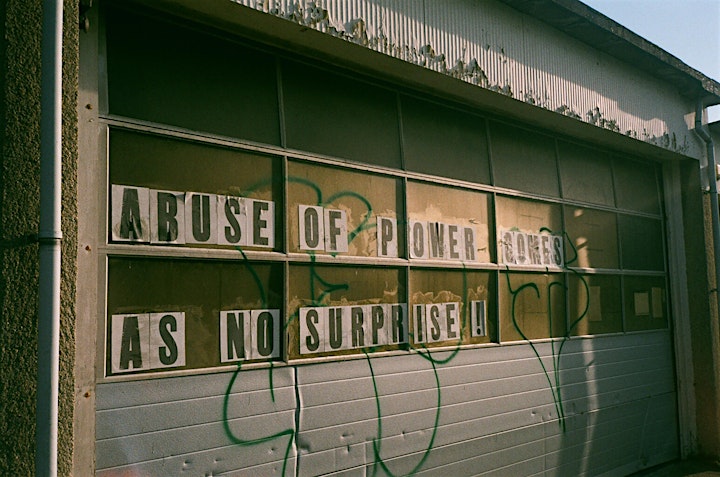 ABUSE OF POWER COMES
AS NO SURPRISE!